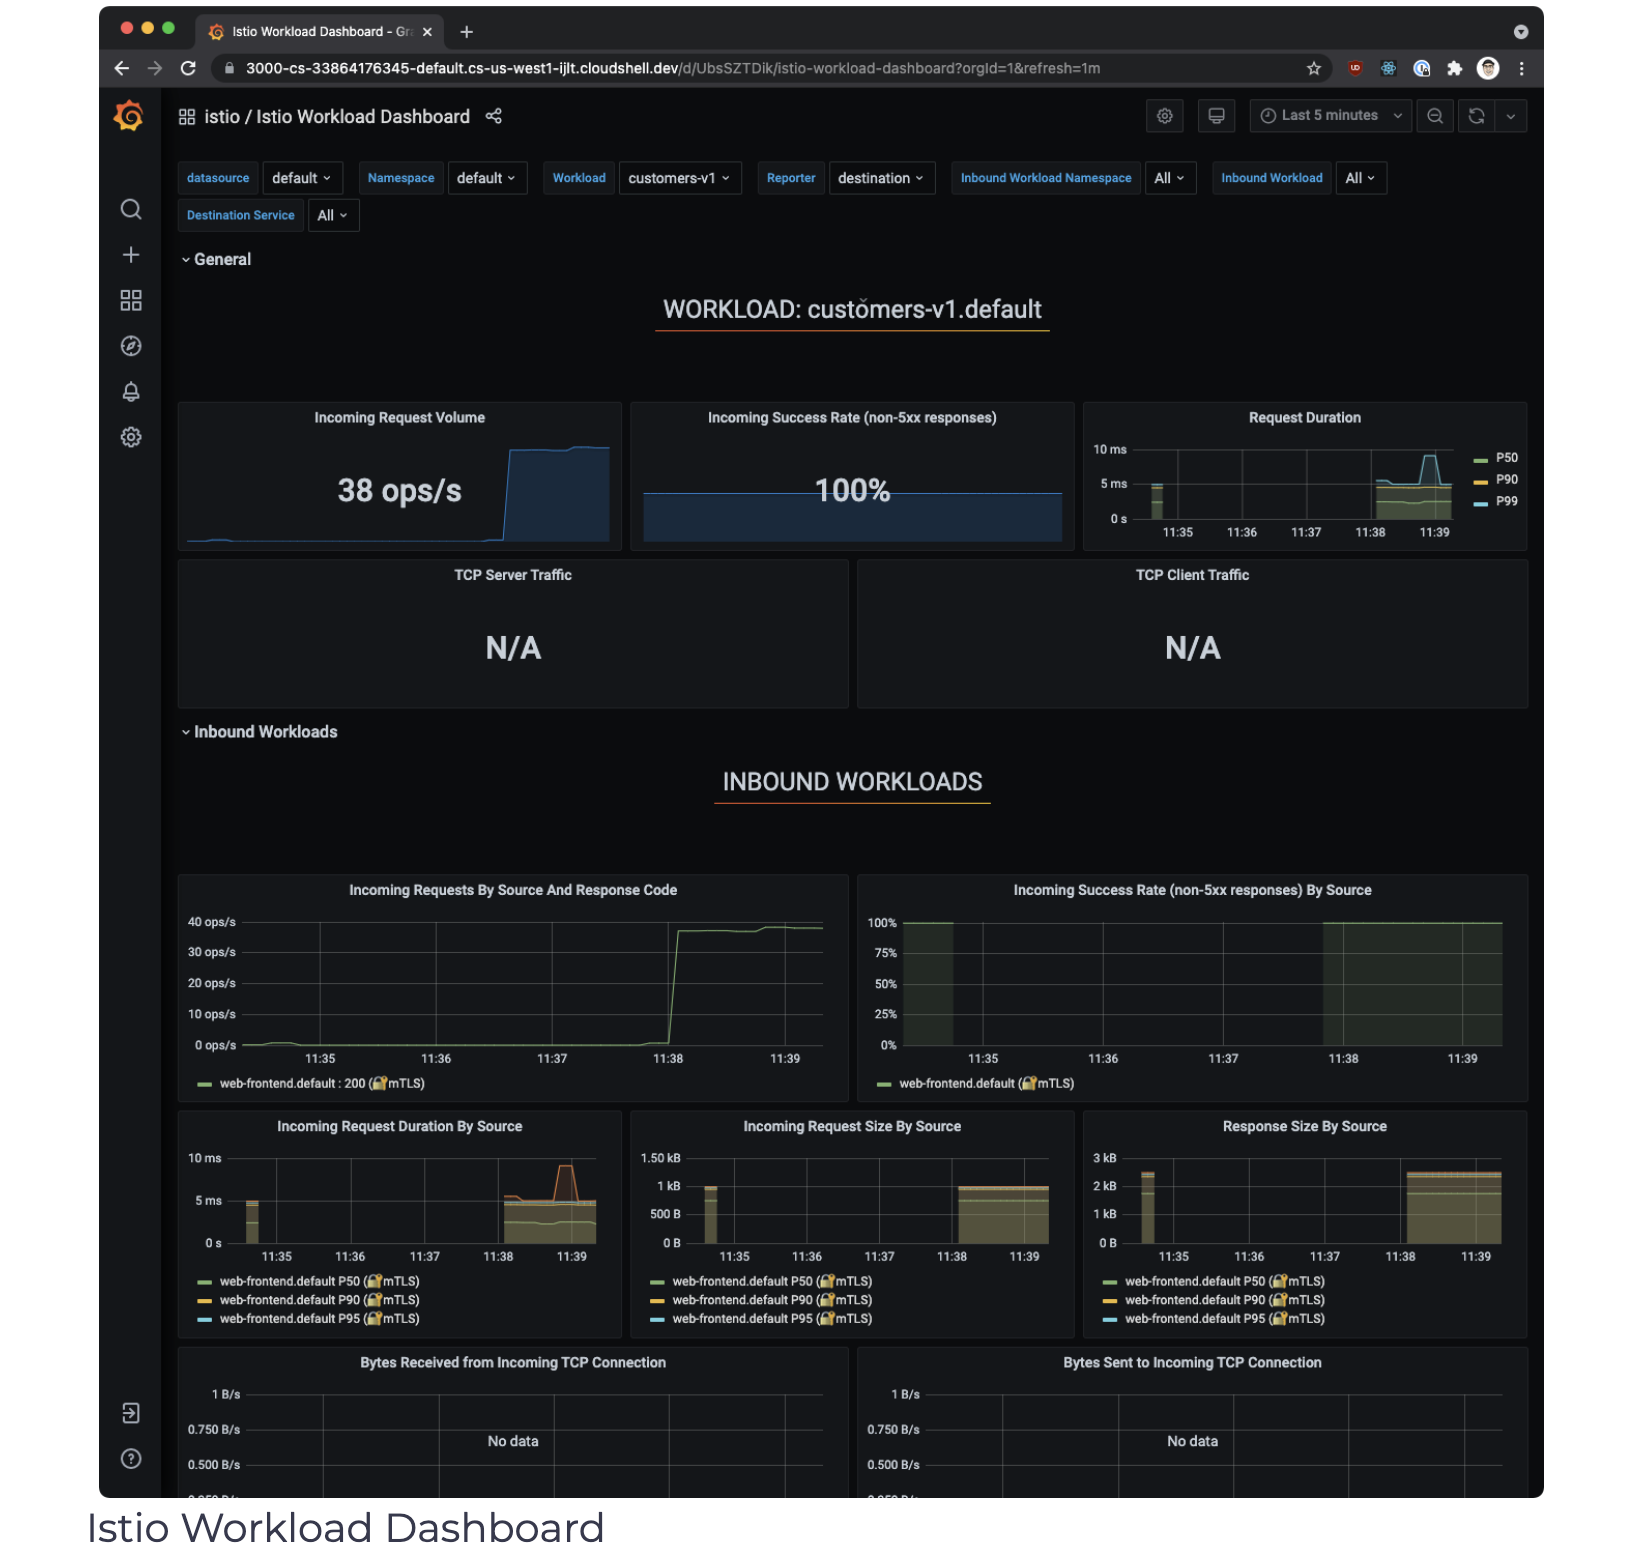 Istio Workload Dashboard - Gr
3000-cs-33864176345-default.cs-us-west1-ijlt.cloudshell.dev/d/UbsSZTDik/istio-workload-dashboard?orgId=1&refresh=1m
istio / Istio Workload Dashboard
Last 5 minutes
datasource default Namespace default Workload customers-v1 Reporter destination Inbound Workload Namespace All Inbound Workload All
Destination Service All
General
WORKLOAD: customers-v1.default
Incoming Request Volume
38 ops/s
Incoming Success Rate (non-5xx responses)
100%
Request Duration
10 ms
5 ms
0 s
11:35 11:36 11:37 11:38 11:39
P50
P90
P99
TCP Server Traffic
N/A
TCP Client Traffic
N/A
Inbound Workloads
INBOUND WORKLOADS
Incoming Requests By Source And Response Code
40 ops/s
30 ops/s
20 ops/s
10 ops/s
0 ops/s
11:35 11:36 11:37 11:38 11:39
web-frontend.default : 200 (🔐mTLS)
Incoming Success Rate (non-5xx responses) By Source
100%
75%
50%
25%
0%
11:35 11:36 11:37 11:38 11:39
web-frontend.default (🔐mTLS)
Incoming Request Duration By Source
10 ms
5 ms
0 s
11:35 11:36 11:37 11:38 11:39
web-frontend.default P50 (🔐mTLS)
web-frontend.default P90 (🔐mTLS)
web-frontend.default P95 (🔐mTLS)
Incoming Request Size By Source
1.50 kB
1 kB
500 B
0 B
11:35 11:36 11:37 11:38 11:39
web-frontend.default P50 (🔐mTLS)
web-frontend.default P90 (🔐mTLS)
web-frontend.default P95 (🔐mTLS)
Response Size By Source
3 kB
2 kB
1 kB
0 B
11:35 11:36 11:37 11:38 11:39
web-frontend.default P50 (🔐mTLS)
web-frontend.default P90 (🔐mTLS)
web-frontend.default P95 (🔐mTLS)
Bytes Received from Incoming TCP Connection
1 B/s
0.750 B/s
0.500 B/s
No data
Bytes Sent to Incoming TCP Connection
1 B/s
0.750 B/s
0.500 B/s
No data
Istio Workload Dashboard